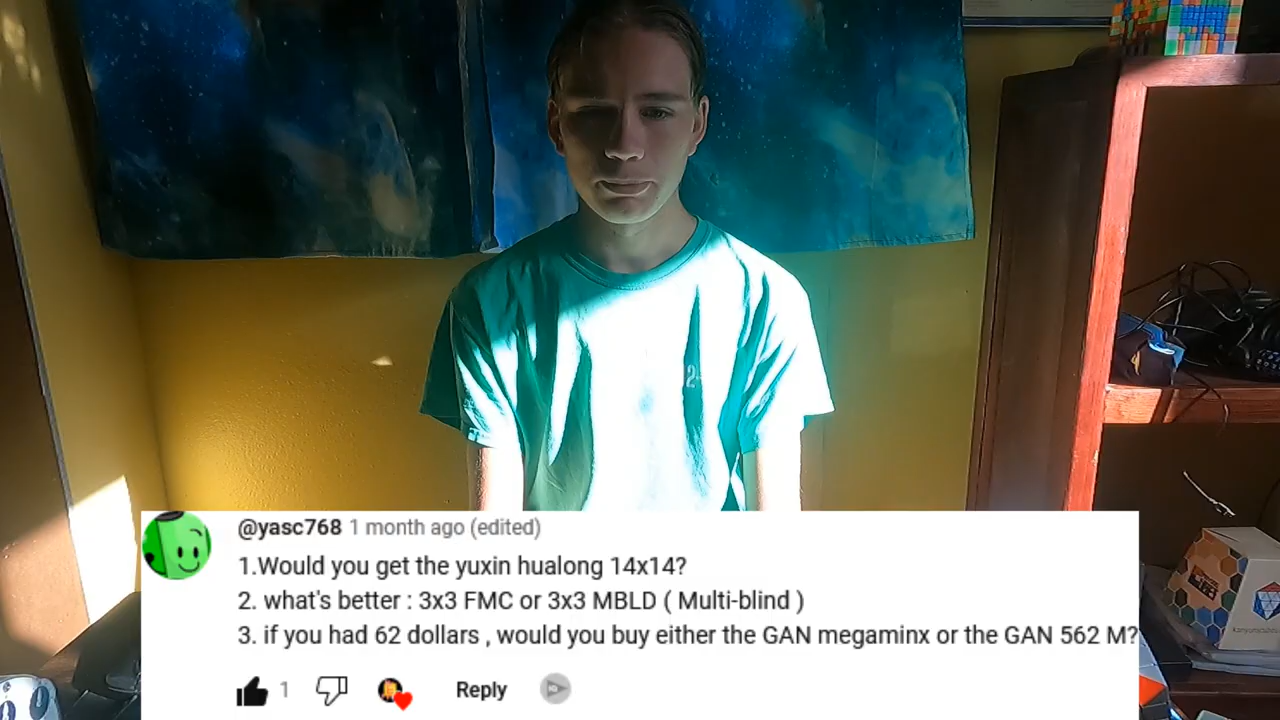 2-
@yasc768 1 month ago (edited)
1.Would you get the yuxin hualong 14x14?
2. what's better : 3x3 FMC or 3x3 MBLD ( Multi-blind )
3. if you had 62 dollars , would you buy either the GAN megaminx or the GAN 562 M?
1
Reply